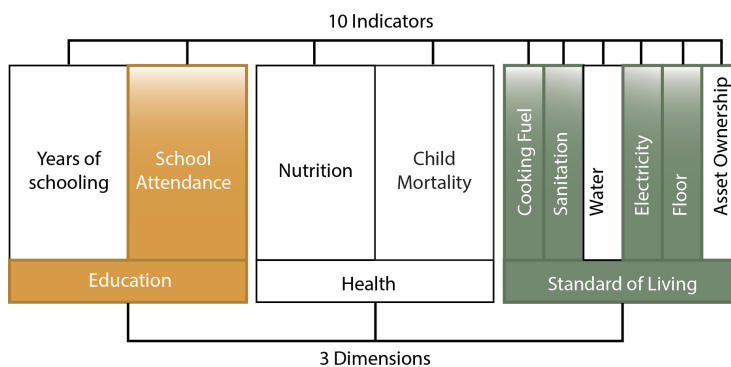 10 Indicators
Years of
schooling
School
Attendance
Nutrition
Child
Mortality
Cooking Fuel
Sanitation
Water
Electricity
Floor
Asset Ownership
Education
Health
Standard of Living
3 Dimensions